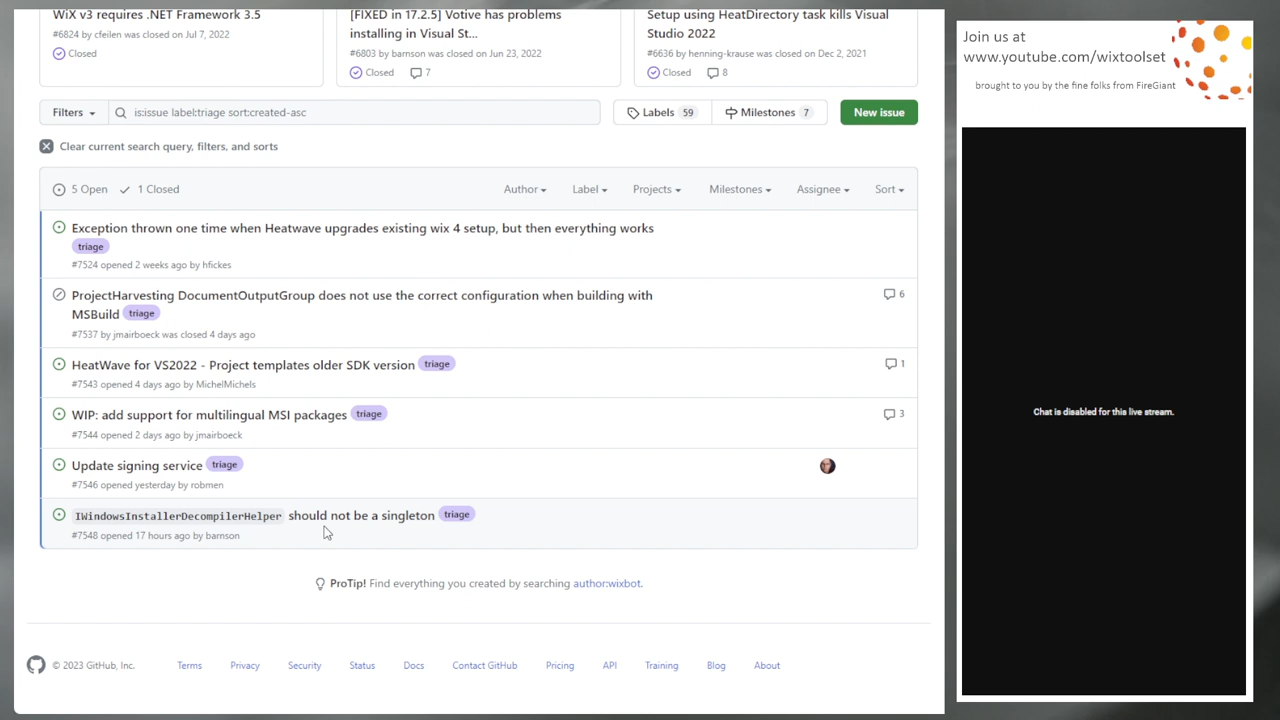 WiX v3 requires .NET Framework 3.5
#6824 by cfeilen was closed on Jul 7, 2022
Closed
[FIXED in 17.2.5] Votive has problems
installing in Visual St...
#6803 by barnson was closed on Jun 23, 2022
Closed 7
Setup using HeatDirectory task kills Visual
Studio 2022
#6636 by henning-krause was closed on Dec 2, 2021
Closed 8
Filters
is:issue label:triage sort:created-asc
Labels 59
Milestones 7
New issue
Clear current search query, filters, and sorts
5 Open 1 Closed
Author Label Projects Milestones Assignee Sort
Exception thrown one time when Heatwave upgrades existing wix 4 setup, but then everything works
triage
#7524 opened 2 weeks ago by hfickes
ProjectHarvesting DocumentOutputGroup does not use the correct configuration when building with
MSBuild triage
6
#7537 by jmairboeck was closed 4 days ago
HeatWave for VS2022 - Project templates older SDK version triage
1
#7543 opened 4 days ago by MichelMichels
WIP: add support for multilingual MSI packages triage
3
#7544 opened 2 days ago by jmairboeck
Update signing service triage
#7546 opened yesterday by robmen
IWindowsInstallerDecompilerHelper should not be a singleton triage
#7548 opened 17 hours ago by barnson
ProTip! Find everything you created by searching author:wixbot.
© 2023 GitHub, Inc. Terms Privacy Security Status Docs Contact GitHub Pricing API Training Blog About
Join us at
www.youtube.com/wixtoolset
brought to you by the fine folks from FireGiant
Chat is disabled for this live stream.